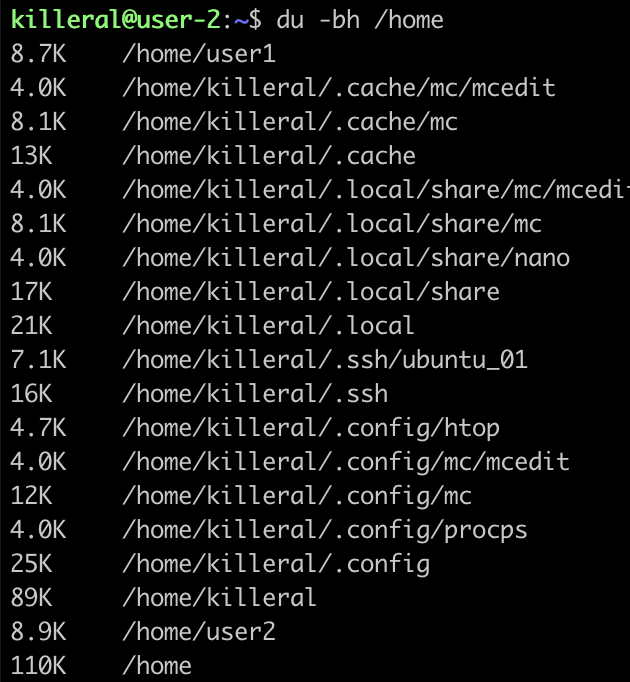 killeral@user-2:~$ du -bh /home
8.7K /home/user1
4.0K /home/killeral/.cache/mc/mcedit
8.1K /home/killeral/.cache/mc
13K /home/killeral/.cache
4.0K /home/killeral/.local/share/mc/mcedit
8.1K /home/killeral/.local/share/mc
4.0K /home/killeral/.local/share/nano
17K /home/killeral/.local/share
21K /home/killeral/.local
7.1K /home/killeral/.ssh/ubuntu_01
16K /home/killeral/.ssh
4.7K /home/killeral/.config/htop
4.0K /home/killeral/.config/mc/mcedit
12K /home/killeral/.config/mc
4.0K /home/killeral/.config/procps
25K /home/killeral/.config
89K /home/killeral
8.9K /home/user2
110K /home